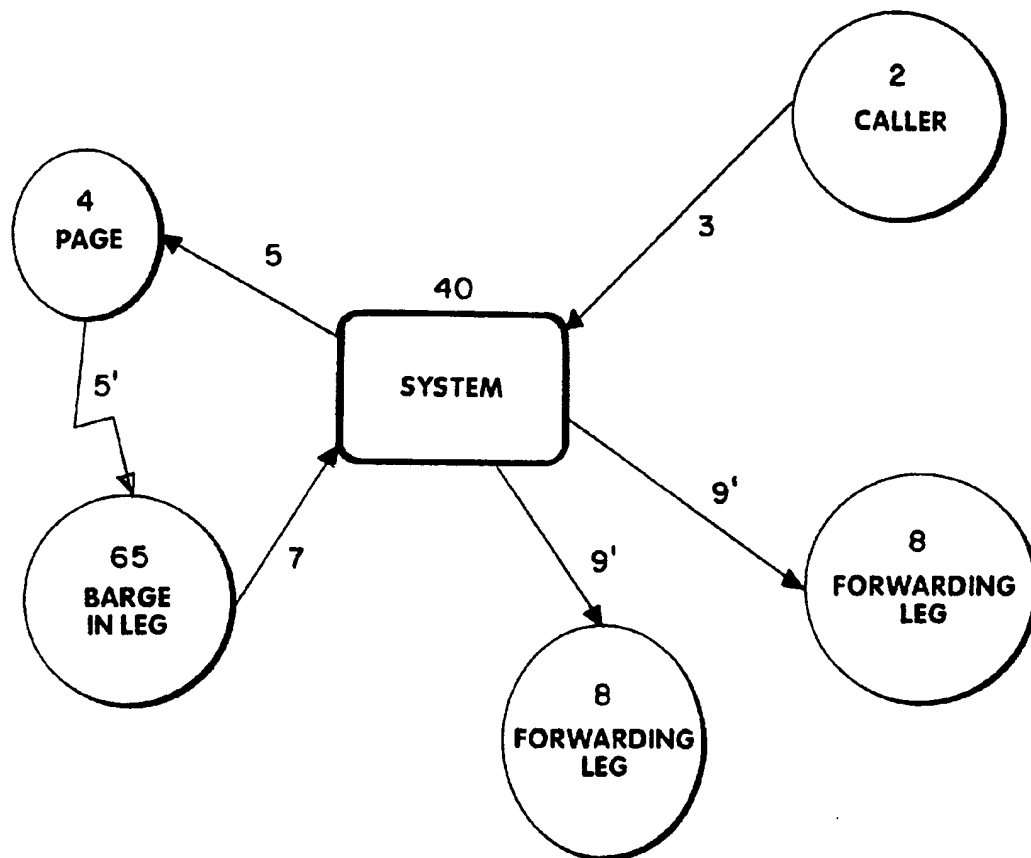 2
CALLER
3
4
PAGE
5
40
SYSTEM
5'
9'
65
BARGE
IN LEG
7
9'
8
FORWARDING
LEG
8
FORWARDING
LEG